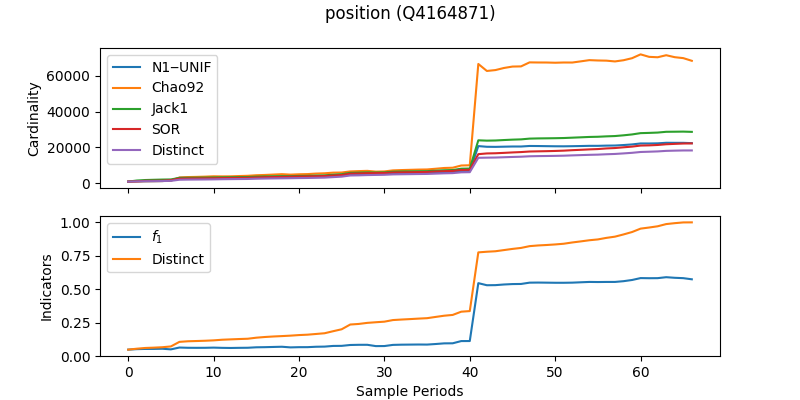 position (Q4164871)
Cardinality
60000
40000
20000
0
N1−UNIF
Chao92
Jack1
SOR
Distinct
Indicators
1.00
0.75
0.50
0.25
0.00
f1
Distinct
0 10 20 30 40 50 60
Sample Periods